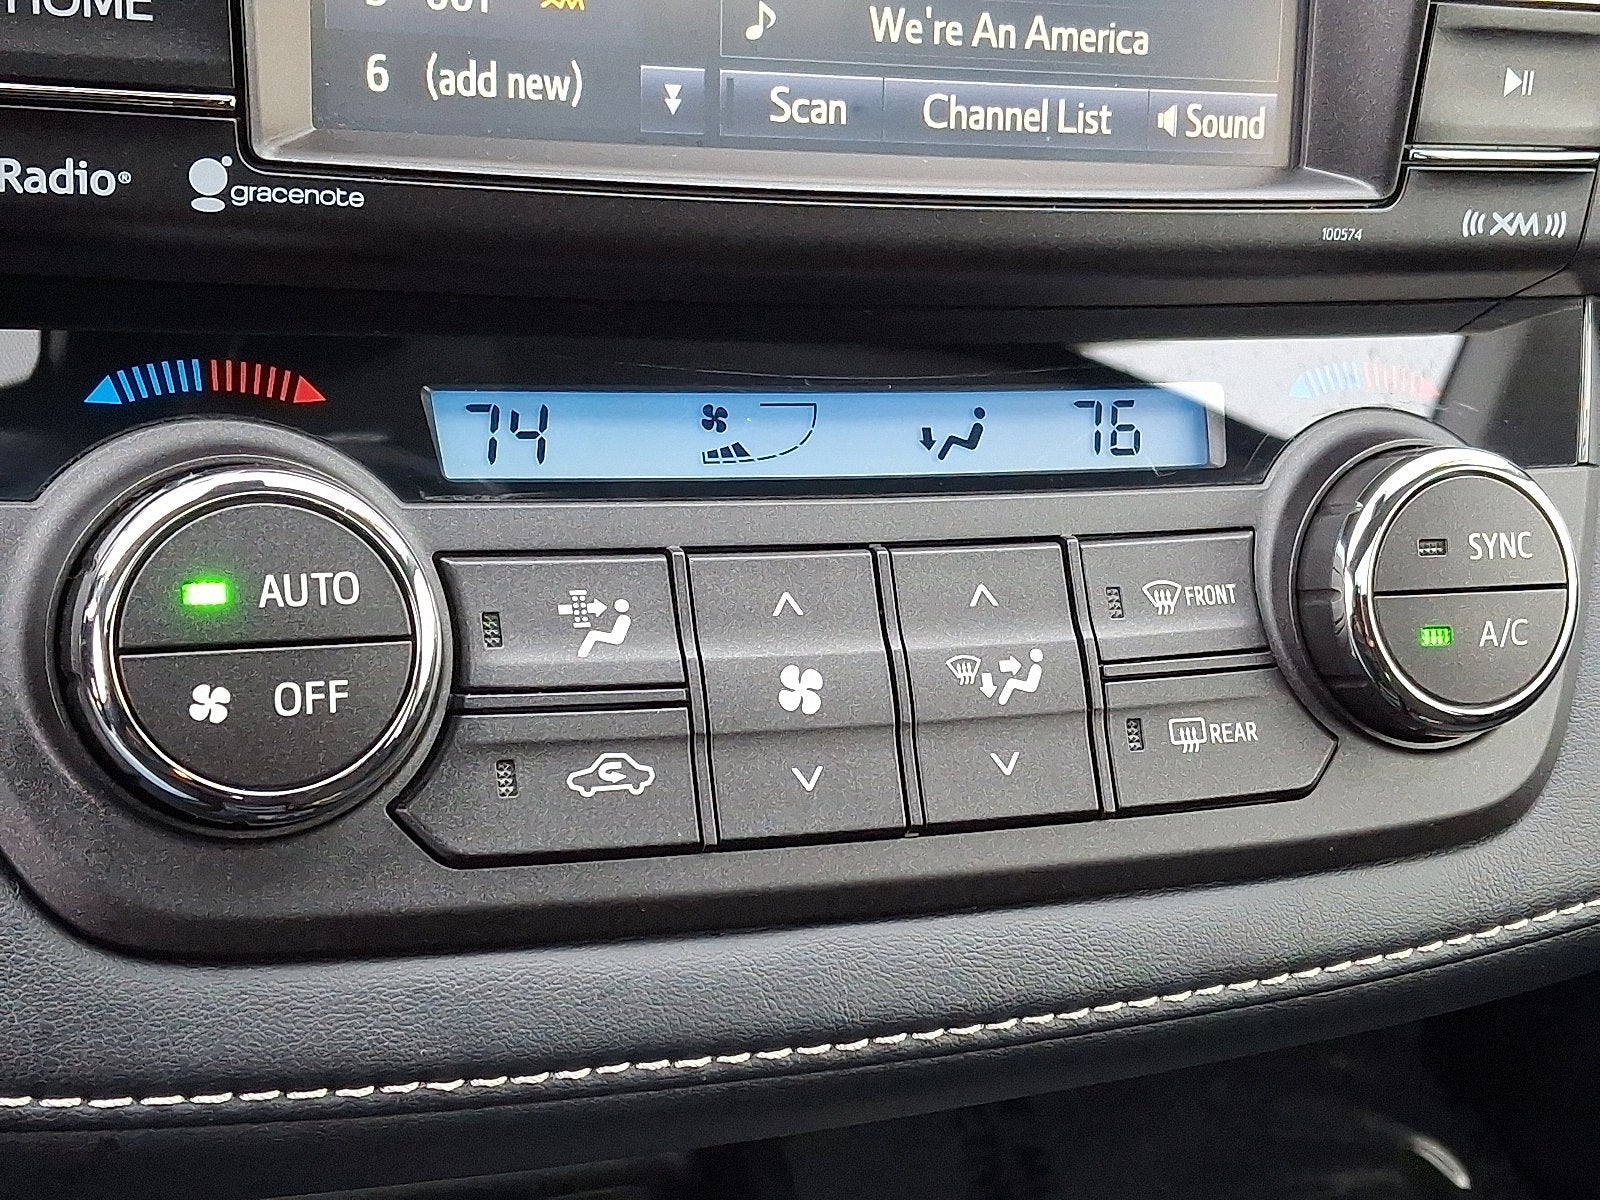 HOME
6 (add new)
We're An America
Scan
Channel List
Sound
Radio®
gracenote
100574
XM
74
76
AUTO
OFF
FRONT
REAR
SYNC
A/C